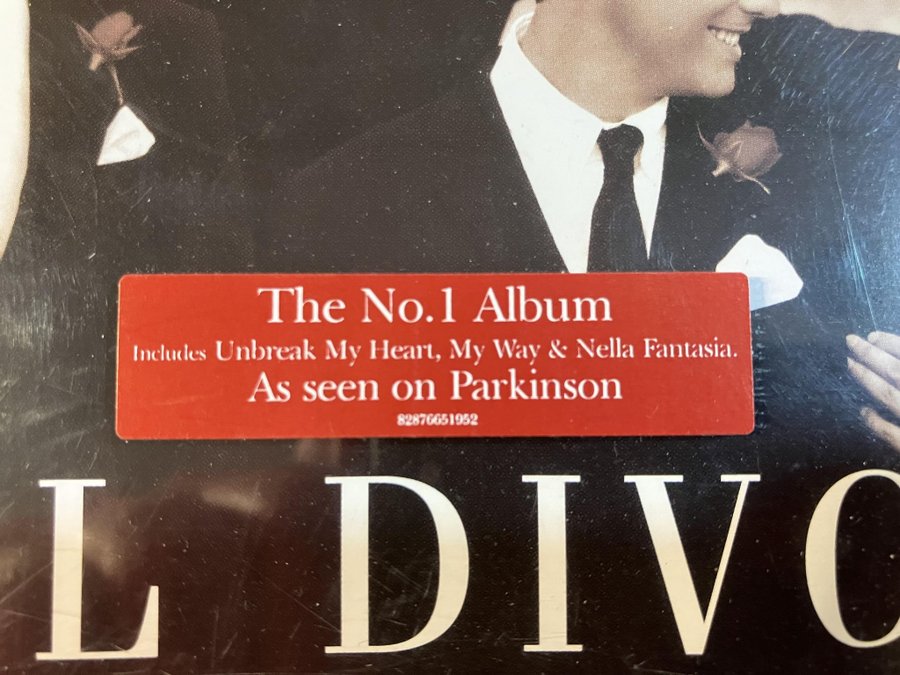 The No.1 Album
Includes Unbreak My Heart, My Way & Nella Fantasia.
As seen on Parkinson
82876651952
L DIVO